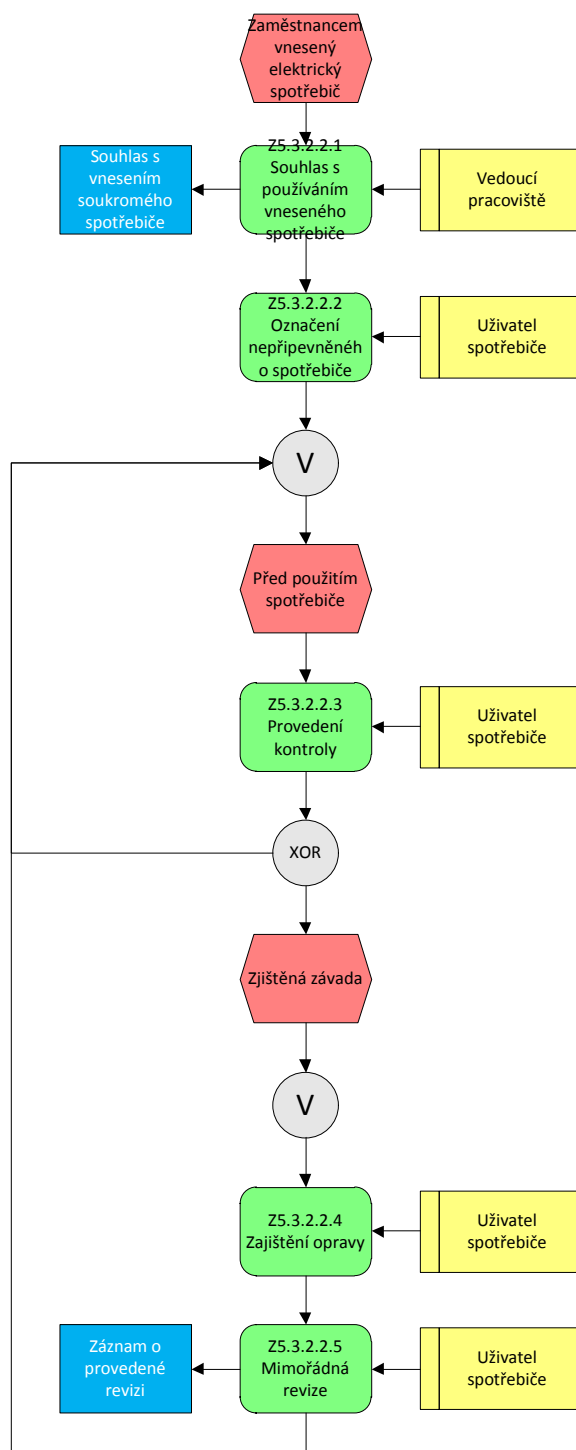 Zaměstnancem
vnesený
elektrický
spotřebič
Souhlas s
vnesením
soukromého
spotřebiče
Z5.3.2.2.1
Souhlas s
používáním
vneseného
spotřebiče
Vedoucí
pracoviště
Z5.3.2.2.2
Označení
nepřipevněnéh
o spotřebiče
Uživatel
spotřebiče
V
Před použitím
spotřebiče
Z5.3.2.2.3
Provedení
kontroly
Uživatel
spotřebiče
XOR
Zjištěná závada
V
Z5.3.2.2.4
Zajištění opravy
Uživatel
spotřebiče
Záznam o
provedené
revizi
Z5.3.2.2.5
Mimořádná
revize
Uživatel
spotřebiče